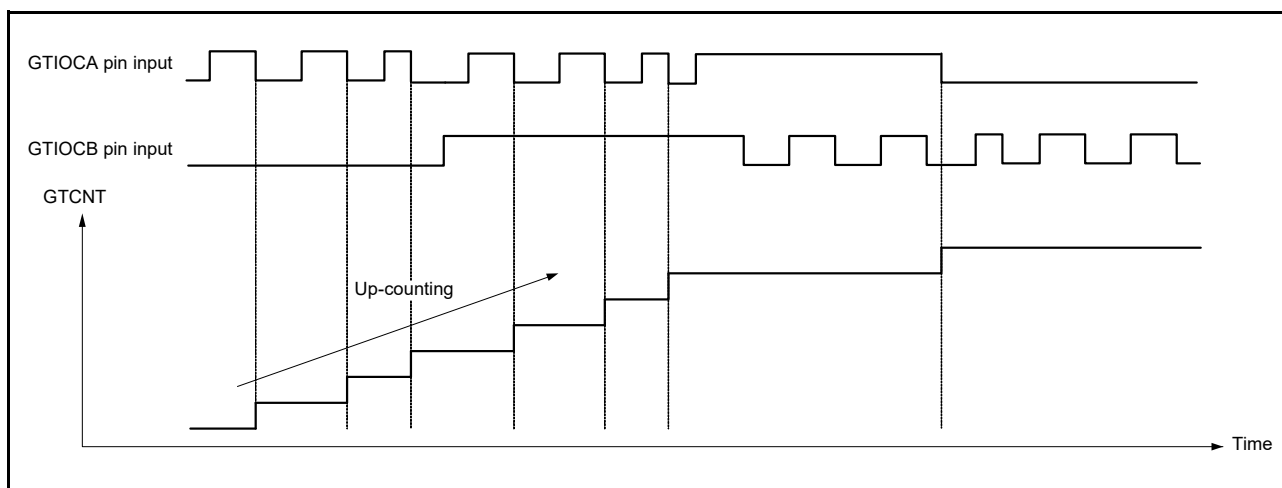 GTIOCA pin input
GTIOCB pin input
GTCNT
Up-counting
Time